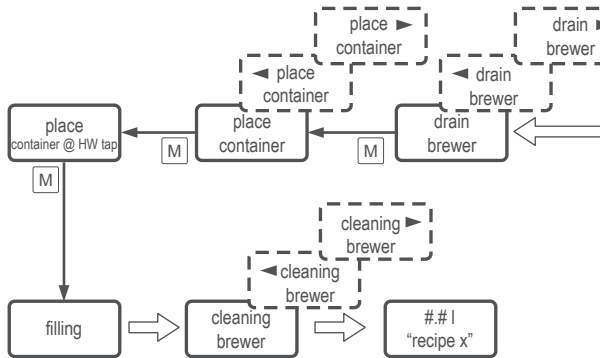 place ►
container
drain ►
brewer
◄ place
container
◄ drain
brewer
place
container @ HW tap
place
container
drain
brewer
M
M
M
cleaning ►
brewer
◄ cleaning
brewer
filling
cleaning
brewer
#.# l
“recipe x”